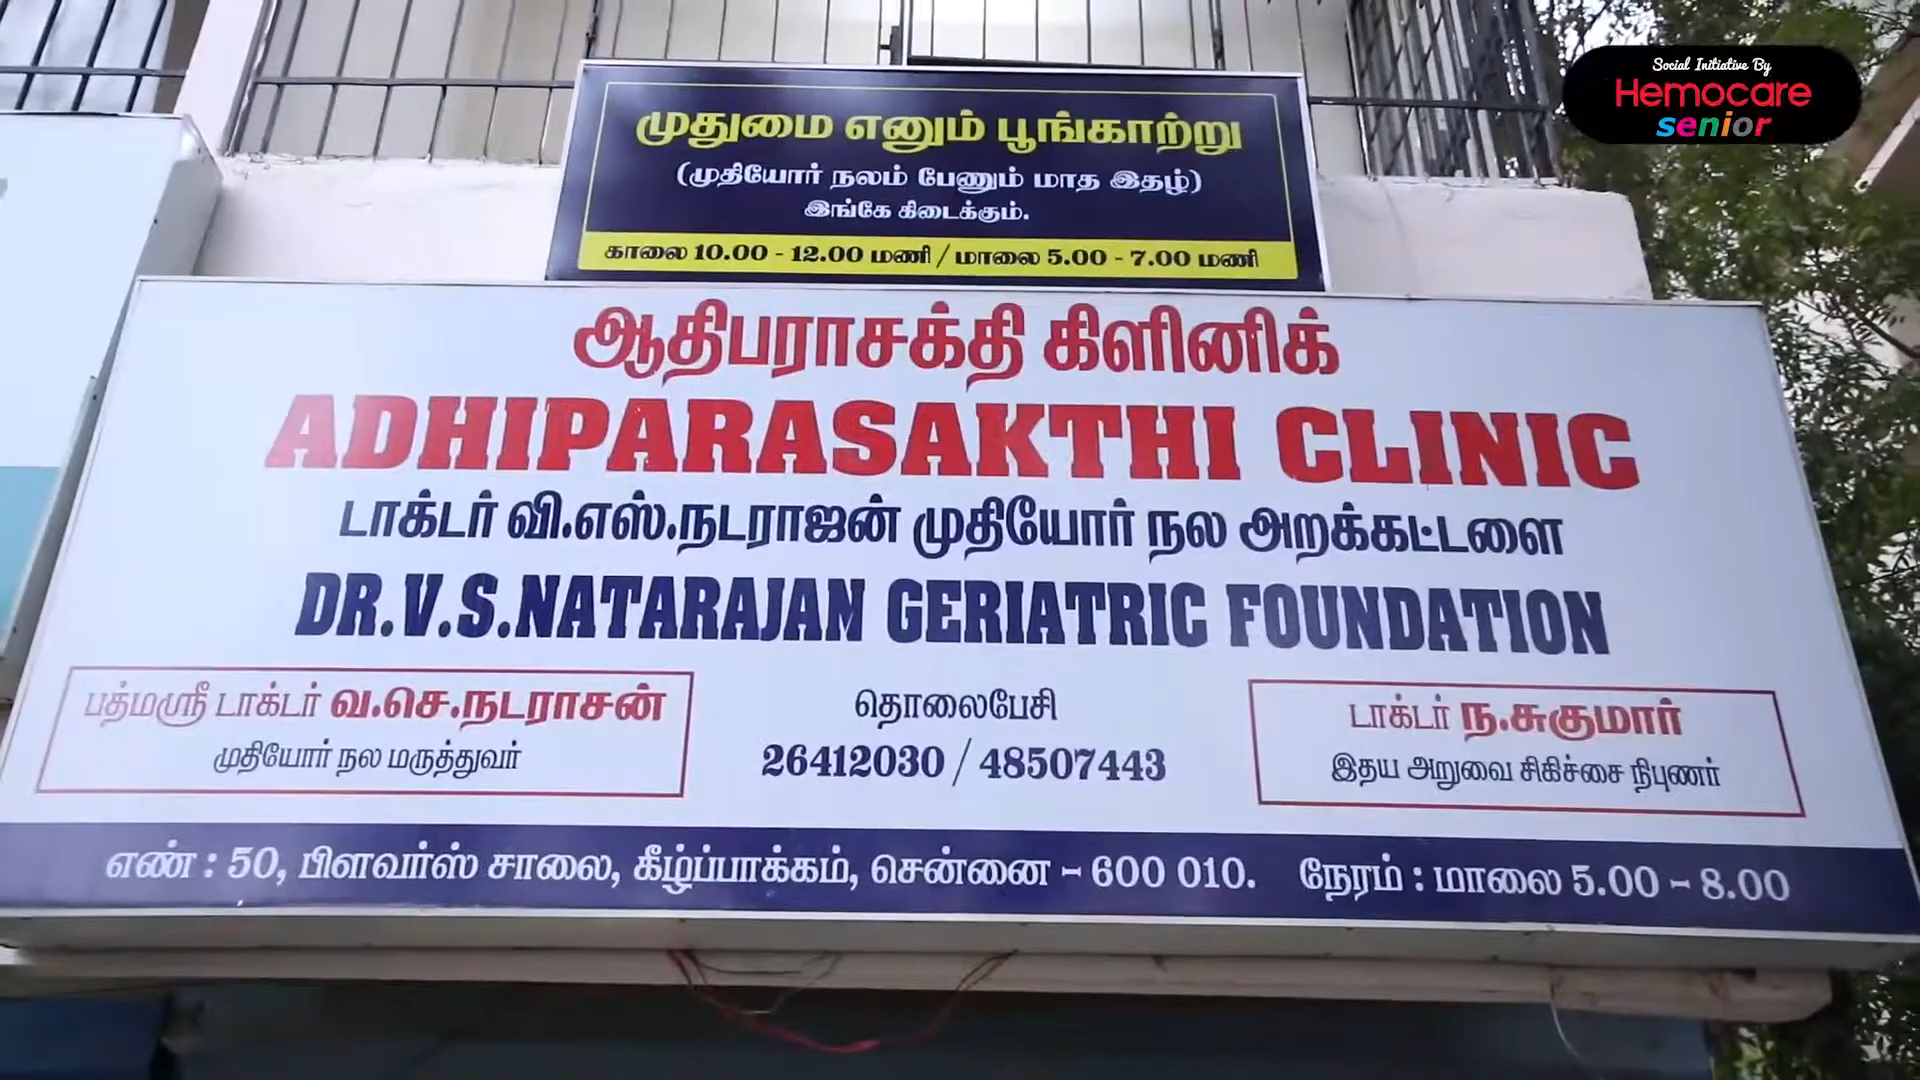 Social Initiative By
Hemocare
senior
முதுமை எனும் பூங்காற்று
(முதியோர் நலம் பேணும் மாத இதழ்)
இங்கே கிடைக்கும்.
காலை 10.00 - 12.00 மணி / மாலை 5.00 - 7.00 மணி
ஆதிபராசக்தி கிளினிக்
ADHIPARASAKTHI CLINIC
டாக்டர் வி.எஸ்.நடராஜன் முதியோர் நல அறக்கட்டளை
DR.V.S.NATARAJAN GERIATRIC FOUNDATION
பத்மஸ்ரீ டாக்டர் வ.செ.நடராசன்
முதியோர் நல மருத்துவர்
தொலைபேசி
26412030 / 48507443
டாக்டர் ந.சுகுமார்
இதய அறுவை சிகிச்சை நிபுணர்
எண் : 50, பிளவர்ஸ் சாலை, கீழ்ப்பாக்கம், சென்னை - 600 010. நேரம் : மாலை 5.00 - 8.00